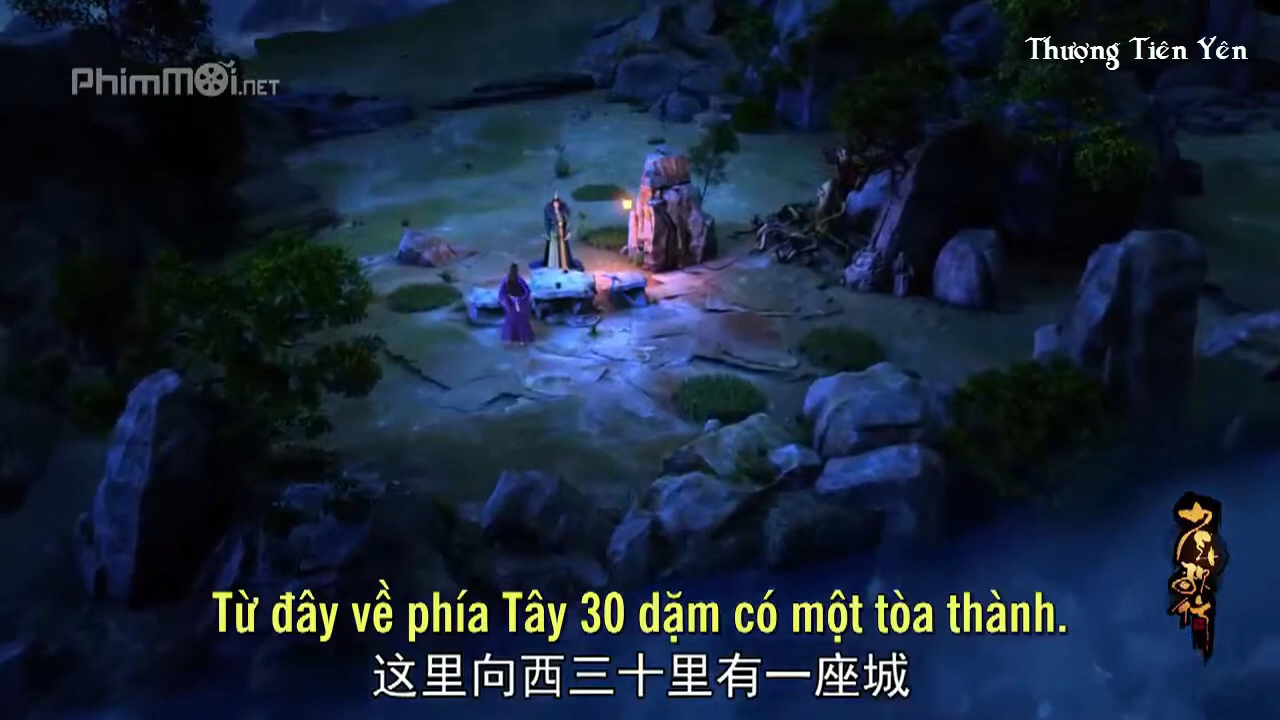 Thượng Tiên Yên
PhimMỡi.NET
Từ đây về phía Tây 30 dặm có một tòa thành.
这里向西三十里有一座城